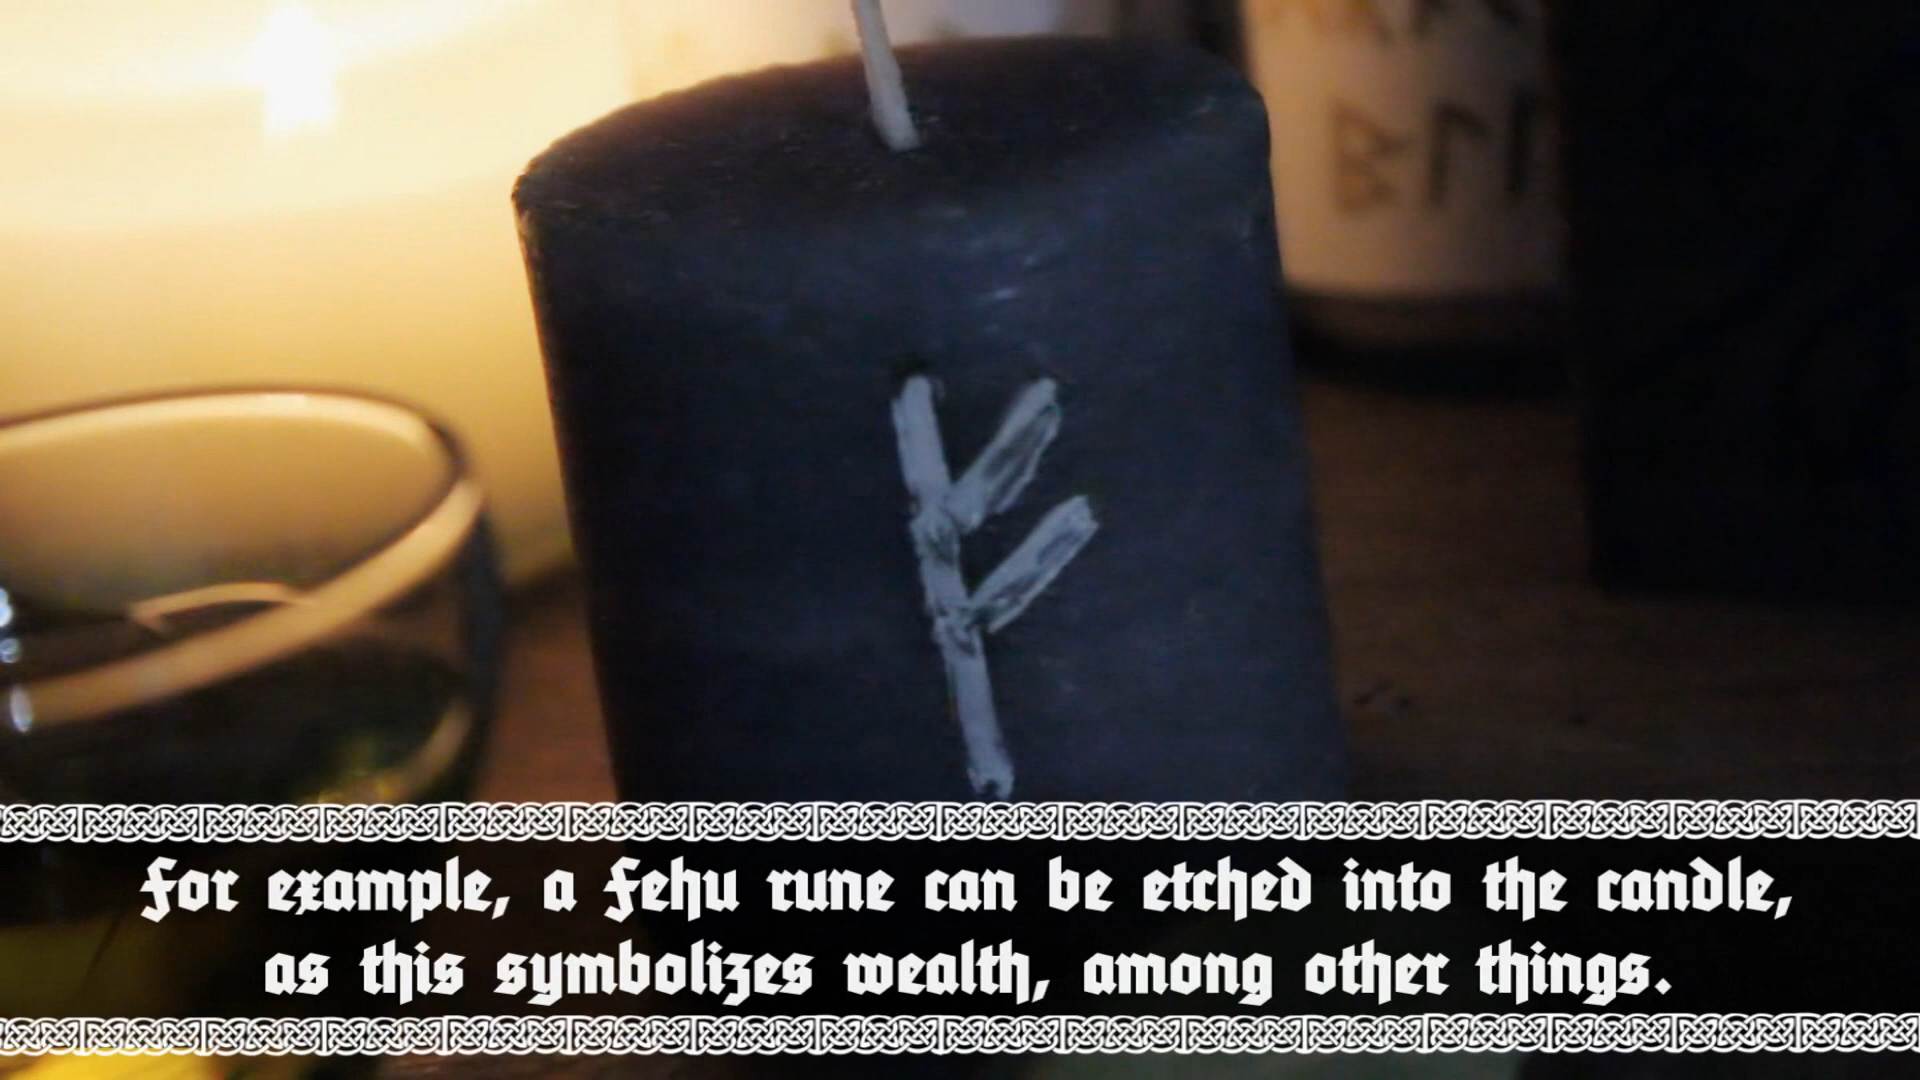 ᚠ
For example, a Fehu rune can be etched into the candle,
as this symbolizes wealth, among other things.